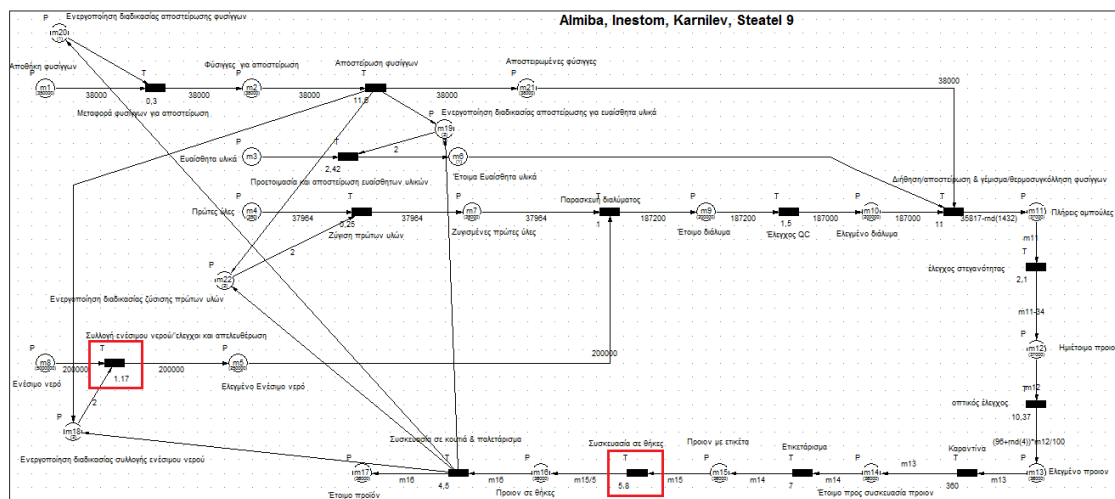 Almiba, Inestom, Karnilev, Steatel 9
P Ενεργοποίηση διαδικασίας αποστείρωσης φυσίγγων
m20
Αποθήκη φυσίγγων
P
m1
38000
T
0,3
38000
Μεταφορά φυσίγγων για αποστείρωση
Φύσιγγες για αποστείρωση
P
m2
38000
Αποστείρωση φυσίγγων
T
38000
Αποστειρωμένες φύσιγγες
P
m21
38000
P
Ενεργοποίηση διαδικασίας αποστείρωσης για ευαίσθητα υλικά
m19
2
P
m3
Ευαίσθητα υλικά
T
2,42
Προετοιμασία και αποστείρωση ευαίσθητων υλικών
m6
Έτοιμα Ευαίσθητα υλικά
P
m4
Πρώτες ύλες
37964
T
0,25
37964
Ζύγιση πρώτων υλών
P
m7
37964
Ζυγισμένες πρώτες ύλες
Παρασκευή διαλύματος
T
1
187200
P
m9
187200
Έτοιμο διάλυμα
T
1,5
187000
Έλεγχος QC
P
m10
187000
Ελεγμένο διάλυμα
Διήθηση/αποστείρωση & γέμισμα/θερμοσυγκόλληση φυσίγγων
T
11
35817-rnd(1432)
P
m11
Πλήρεις αμπούλες
m11
T
έλεγχος στεγανότητας
2,1
m11-34
P
m12
Ημιέτοιμο προιον
m12
οπτικός έλεγχος
10,37
(96+rnd(4))*m12/100
P
m22
2
Ενεργοποίηση διαδικασίας ζύσισης πρώτων υλών
Συλλογή ενέσιμου νερού/έλεγχοι και απελευθέρωση
P
m8
200000
Ενέσιμο νερό
T
1.17
200000
P
m5
Ελεγμένο Ενέσιμο νερό
200000
2
P
m18
Ενεργοποίηση διαδικασίας συλλογής ενέσιμου νερού
P
m17
Έτοιμο προϊόν
m16
Συσκευασία σε κουτιά & παλετάρισμα
T
4,5
m16
P
m16
Προιον σε θήκες
m15/5
Συσκευασία σε θήκες
T
5.8
m15
Προιον με ετικέτα
P
m15
m14
Επικετάρισμα
T
7
m14
P
m14
Έτοιμο προς συσκευασία προιον
m13
Καραντίνα
T
360
m13
P
m13
Ελεγμένο προιον